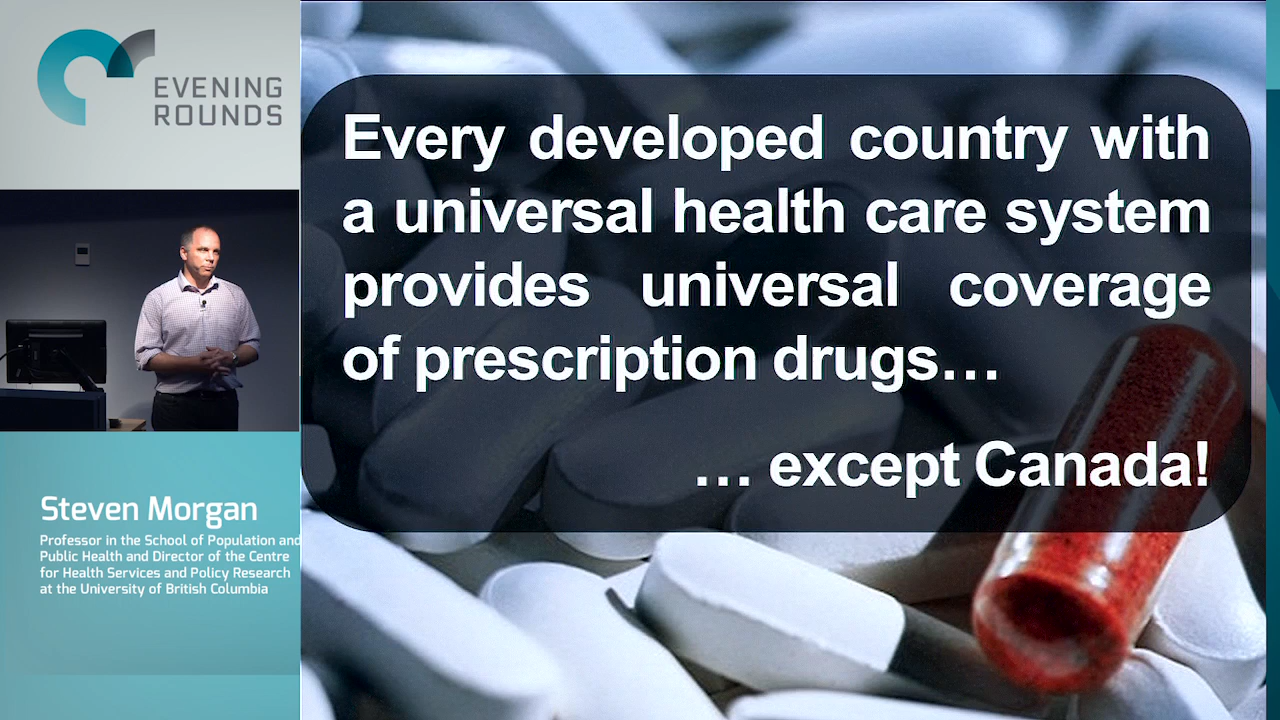 EVENING
ROUNDS
Every developed country with
a universal health care system
provides universal coverage
of prescription drugs…
… except Canada!
Steven Morgan
Professor in the School of Population and
Public Health and Director of the Centre
for Health Services and Policy Research
at the University of British Columbia